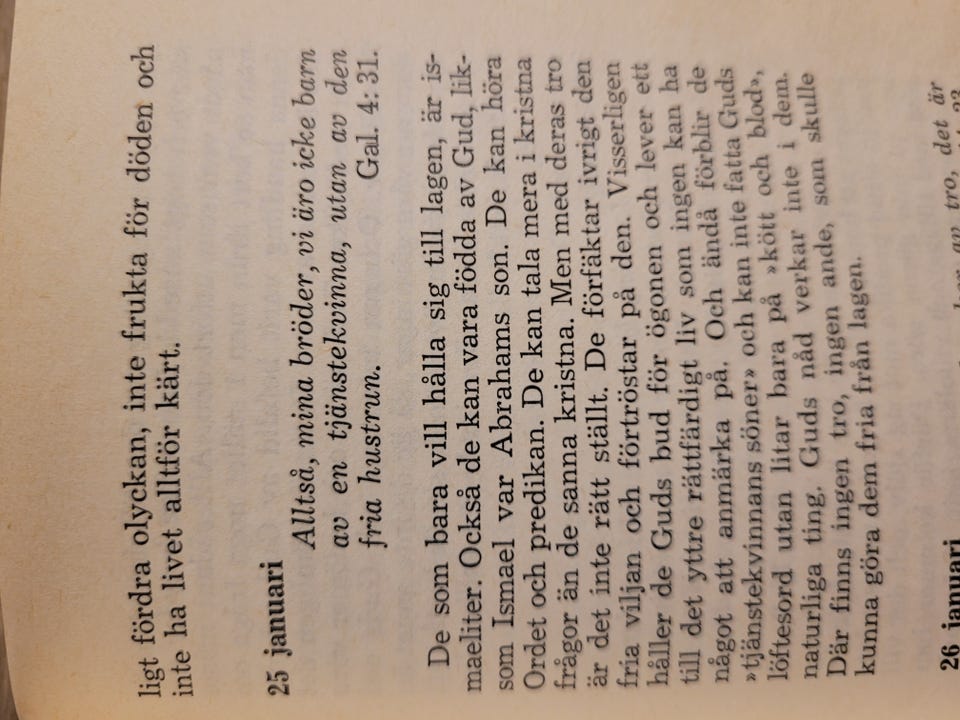 ligt fördra olyckan, inte frukta för döden och
inte ha livet alltför kärt.
25 januari
Alltså, mina bröder, vi äro icke barn
av en tjänstekvinna, utan av den
fria hustrun. Gal. 4: 31.
De som bara vill hålla sig till lagen, är is-
maeliter. Också de kan vara födda av Gud, lik-
som Ismael var Abrahams son. De kan höra
Ordet och predikan. De kan tala mera i kristna
frågor än de sanna kristna. Men med deras tro
är det inte rätt ställt. De förfäktar ivrigt den
fria viljan och förtröstar på den. Visserligen
håller de Guds bud för ögonen och lever ett
till det yttre rättfärdigt liv som ingen kan ha
något att anmärka på. Och ändå förblir de
»tjänstekvinnans söner» och kan inte fatta Guds
löftesord utan litar bara på »kött och blod»,
naturliga ting. Guds nåd verkar inte i dem.
Där finns ingen tro, ingen ande, som skulle
kunna göra dem fria från lagen.
26 januari
av tro, det är